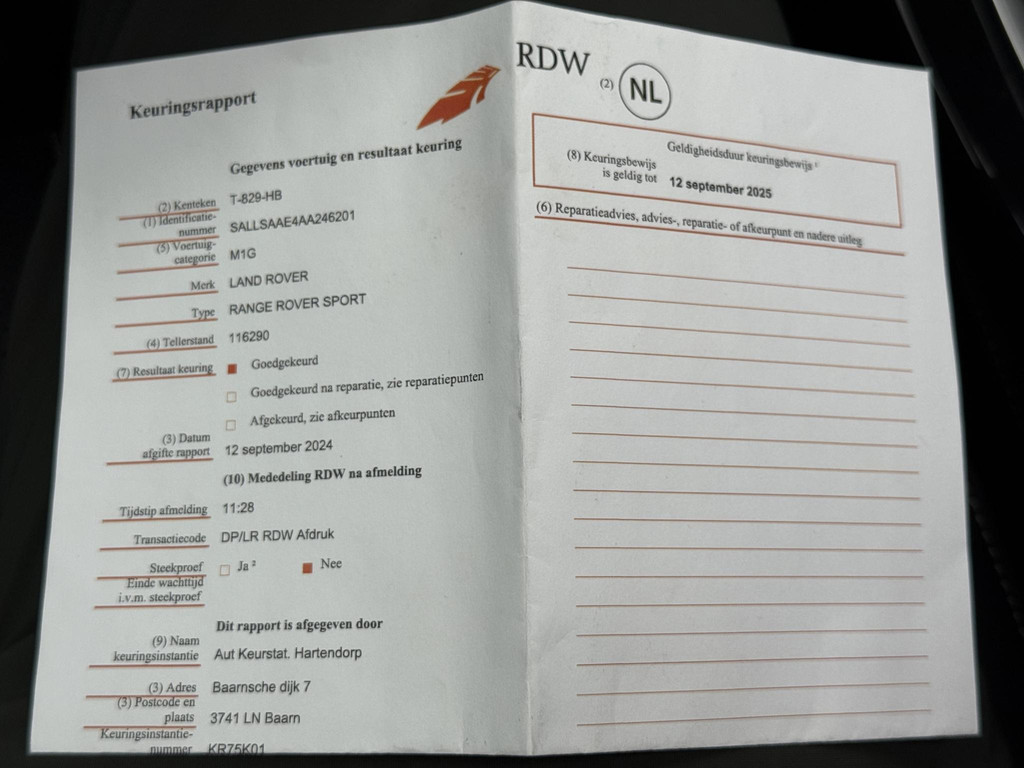 Keuringsrapport
Gegevens voertuig en resultaat keuring
(2) Kenteken T-829-HB
(1) Identificatie-
nummer SALLSAAE4AA246201
(5) Voertuig-
categorie M1G
Merk LAND ROVER
Type RANGE ROVER SPORT
(4) Tellerstand 116290
(7) Resultaat keuring Goedgekeurd
Goedgekeurd na reparatie, zie reparatiepunten
Afgekeurd, zie afkeurpunten
(3) Datum
afgifte rapport 12 september 2024
(10) Mededeling RDW na afmelding
Tijdstip afmelding 11:28
Transactiecode DP/LR RDW Afdruk
Steekproef Ja ² Nee
Einde wachttijd
i.v.m. steekproef
Dit rapport is afgegeven door
(9) Naam
keuringsinstantie Aut Keurstat. Hartendorp
(3) Adres Baarnsche dijk 7
(3) Postcode en
plaats 3741 LN Baarn
Keuringsinstantie-
nummer KR75K01
RDW (2) NL
Geldigheidsduur keuringsbewijs ¹
(8) Keuringsbewijs
is geldig tot 12 september 2025
(6) Reparatieadvies, advies-, reparatie- of afkeurpunt en nadere uitleg